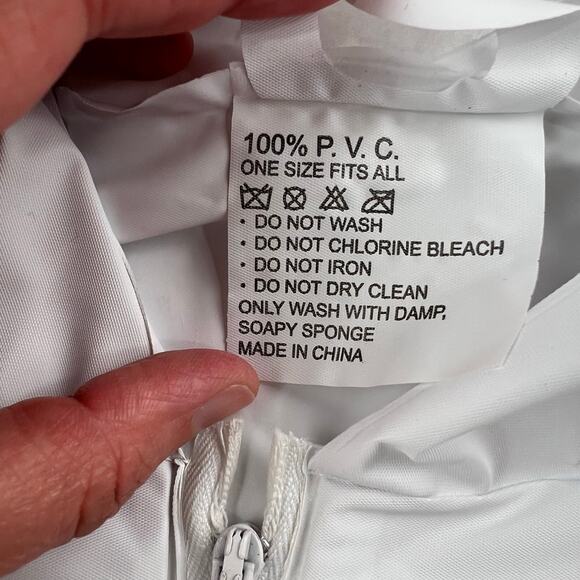 100% P. V. C.
ONE SIZE FITS ALL
• DO NOT WASH
• DO NOT CHLORINE BLEACH
• DO NOT IRON
• DO NOT DRY CLEAN
ONLY WASH WITH DAMP,
SOAPY SPONGE
MADE IN CHINA